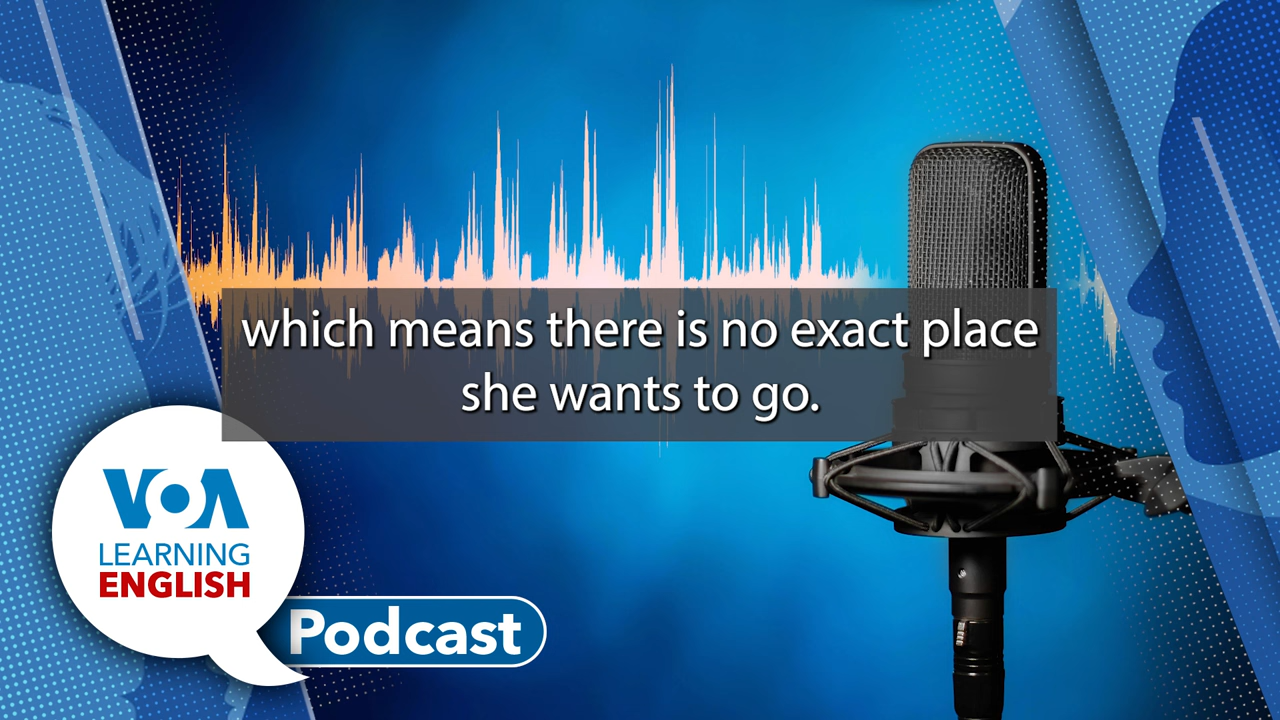 which means there is no exact place
she wants to go.
VOA
LEARNING
ENGLISH
Podcast